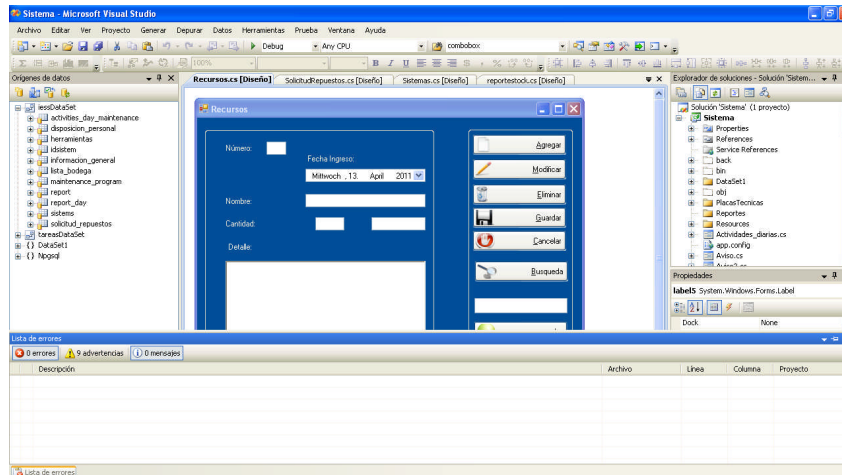 Sistema - Microsoft Visual Studio
Archivo Editar Ver Proyecto Generar Depurar Datos Herramientas Prueba Ventana Ayuda
Debug Any CPU combobox
100%
Orígenes de datos
Recursos.cs [Diseño] SolicitudRepuestos.cs [Diseño] Sistemas.cs [Diseño] reportestock.cs [Diseño]
Explorador de soluciones - Solución 'Sistem...
iessDataSet
activities_day_maintenance
disposicion_personal
herramientas
idsistem
informacion_general
lista_bodega
maintenance_program
report
report_day
sistems
solicitud_repuestos
tareasDataSet
{} DataSet1
{} Npgsql
Recursos
Número:
Fecha Ingreso:
Mittwoch , 13. April 2011
Nombre:
Cantidad:
Detalle:
Agregar
Modificar
Eliminar
Guardar
Cancelar
Busqueda
Solución 'Sistema' (1 proyecto)
Sistema
Properties
References
Service References
back
bin
DataSet1
obj
PlacasTecnicas
Reportes
Resources
Actividades_diarias.cs
app.config
Aviso.cs
Propiedades
label5 System.Windows.Forms.Label
Dock None
Lista de errores
0 errores 9 advertencias 0 mensajes
Descripción Archivo Línea Columna Proyecto
Lista de errores